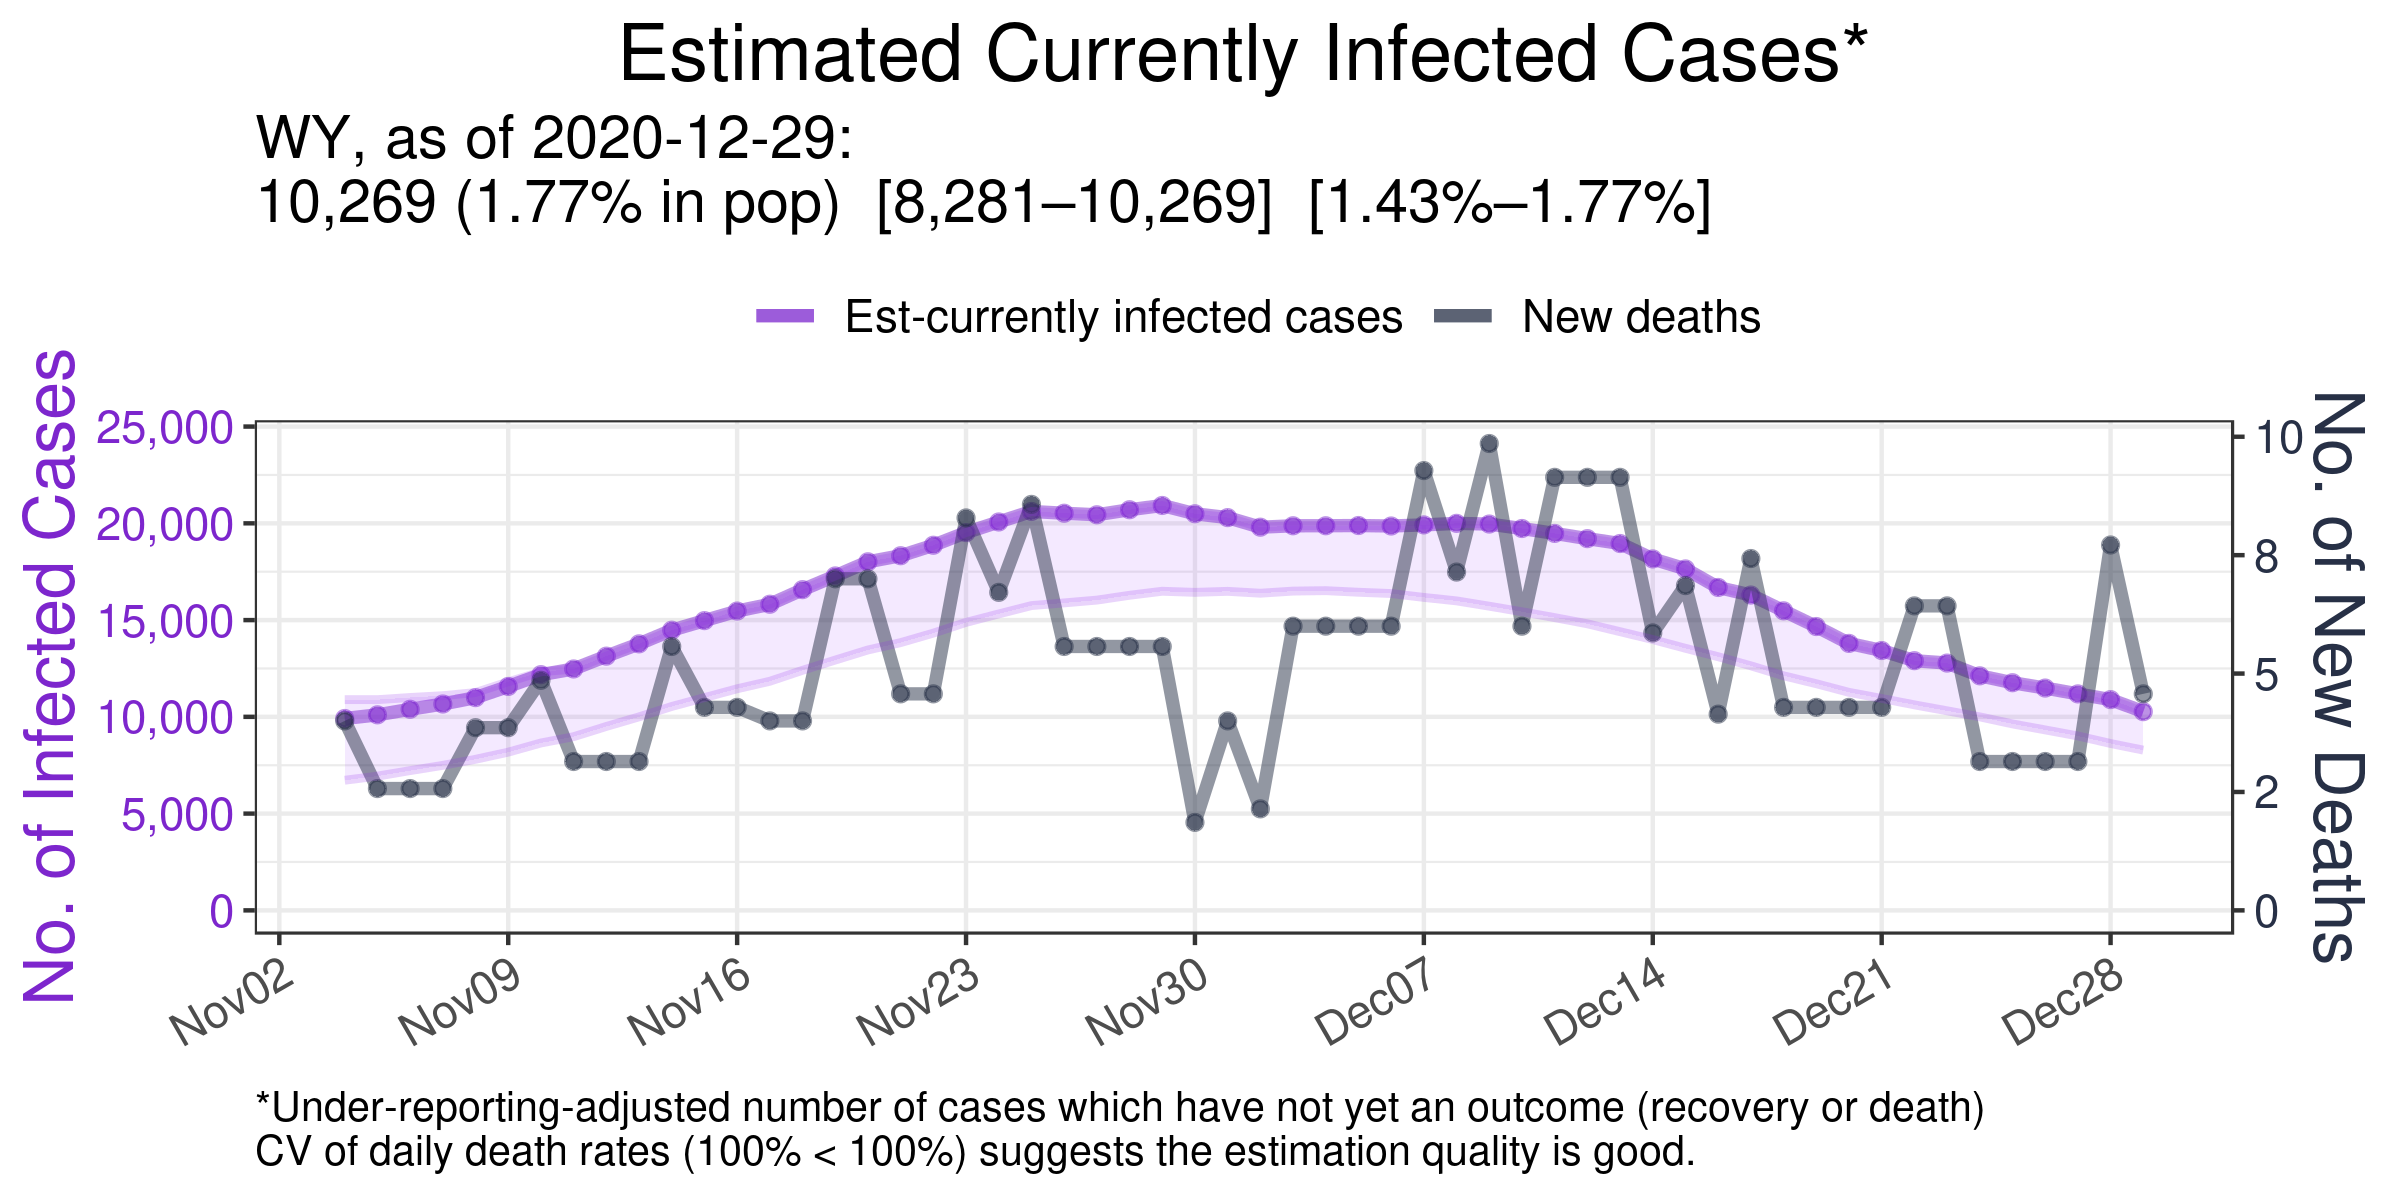 Estimated Currently Infected Cases*
WY, as of 2020-12-29:
10,269 (1.77% in pop) [8,281–10,269] [1.43%–1.77%]
Est-currently infected cases
New deaths
No. of Infected Cases
25,000
20,000
15,000
10,000
5,000
0
10
8
5
2
0
No. of New Deaths
Nov02
Nov09
Nov16
Nov23
Nov30
Dec07
Dec14
Dec21
Dec28
*Under-reporting-adjusted number of cases which have not yet an outcome (recovery or death)
CV of daily death rates (100% < 100%) suggests the estimation quality is good.